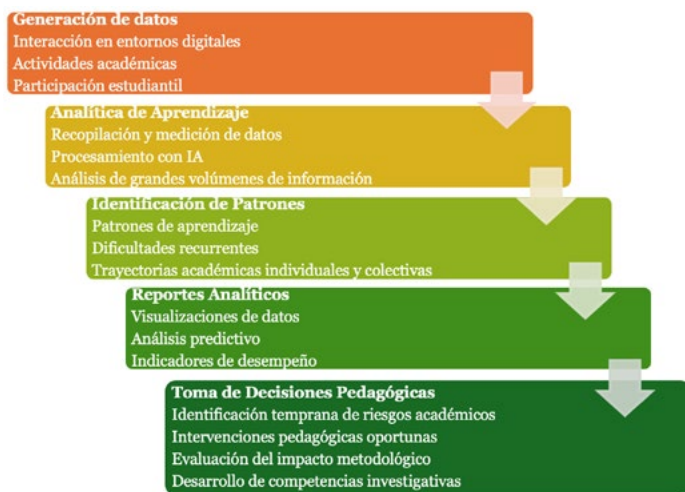 Generación de datos
Interacción en entornos digitales
Actividades académicas
Participación estudiantil
Analítica de Aprendizaje
Recopilación y medición de datos
Procesamiento con IA
Análisis de grandes volúmenes de información
Identificación de Patrones
Patrones de aprendizaje
Dificultades recurrentes
Trayectorias académicas individuales y colectivas
Reportes Analíticos
Visualizaciones de datos
Análisis predictivo
Indicadores de desempeño
Toma de Decisiones Pedagógicas
Identificación temprana de riesgos académicos
Intervenciones pedagógicas oportunas
Evaluación del impacto metodológico
Desarrollo de competencias investigativas